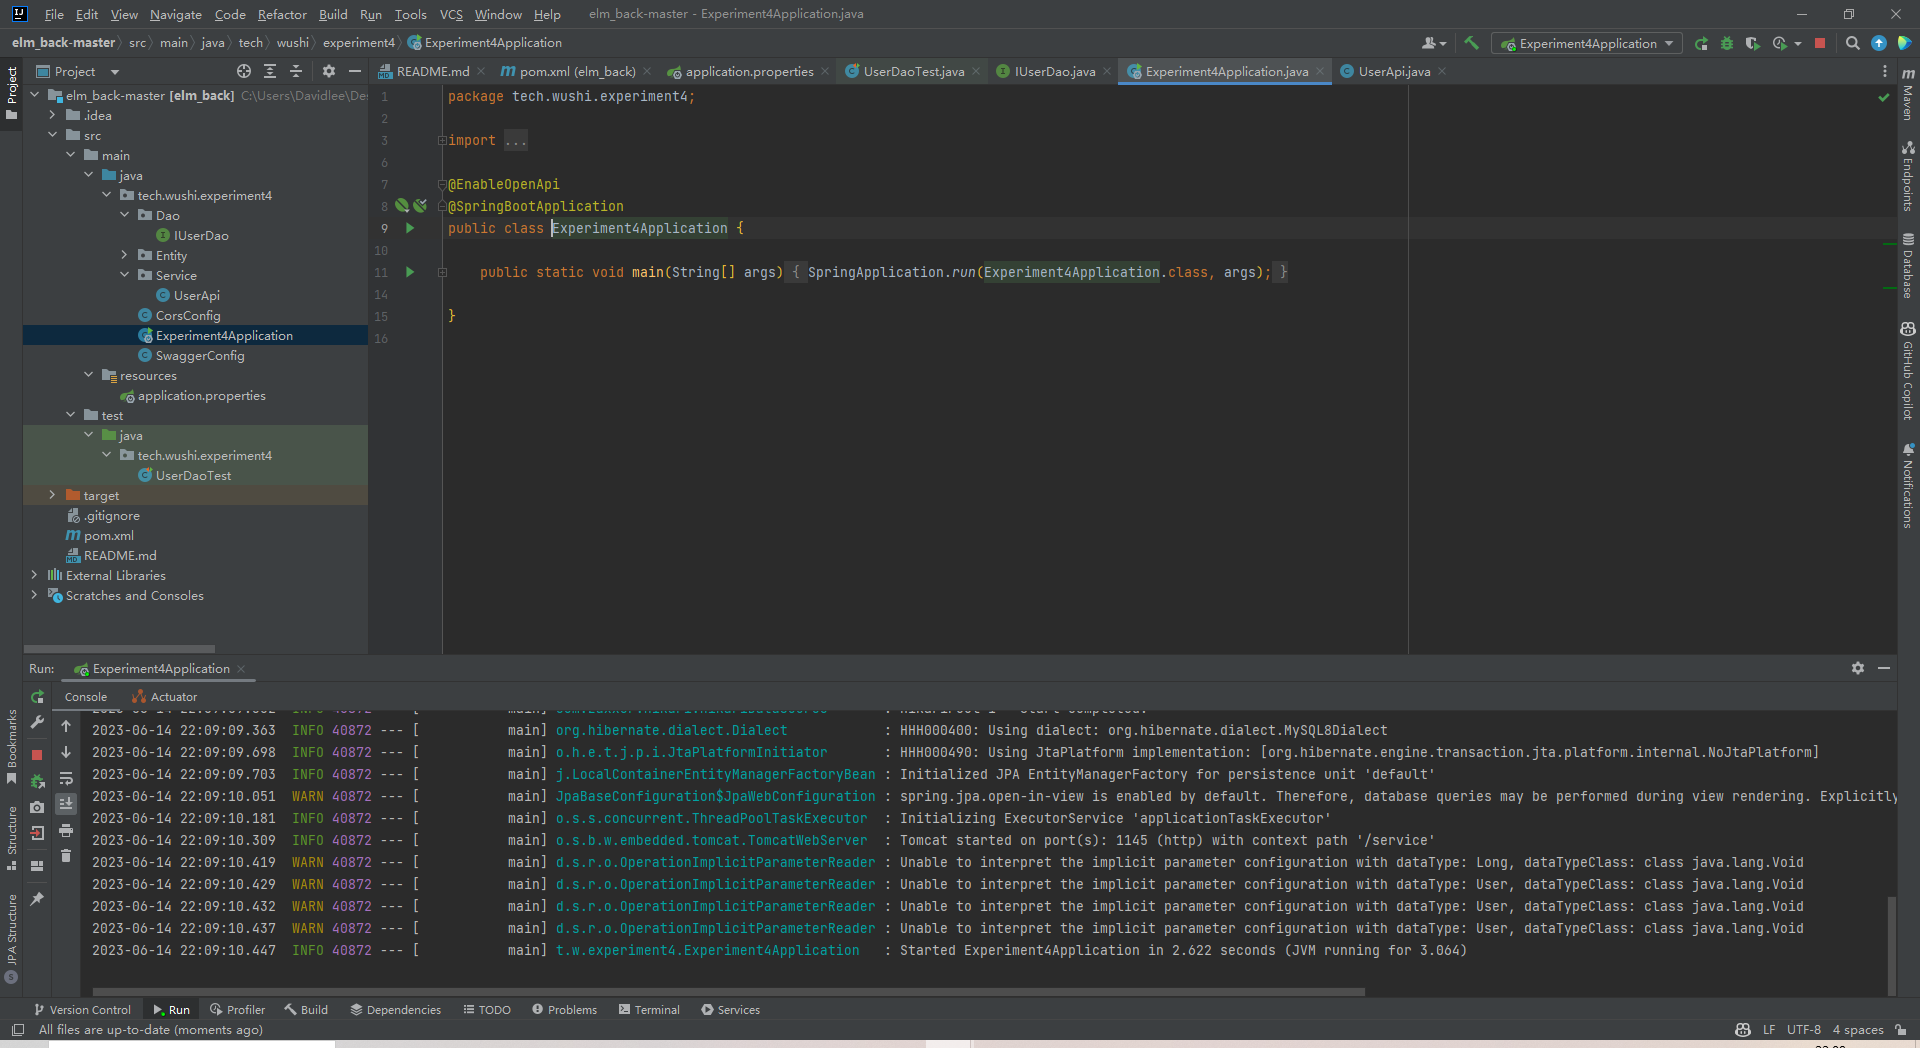 File Edit View Navigate Code Refactor Build Run Tools VCS Window Help elm_back-master - Experiment4Application.java
elm_back-master src main java tech wushi experiment4 Experiment4Application
Experiment4Application
Project
README.md pom.xml (elm_back) application.properties UserDaoTest.java IUserDao.java Experiment4Application.java UserApi.java
elm_back-master [elm_back] C:\Users\Davidlee\De
.idea
src
main
java
tech.wushi.experiment4
Dao
IUserDao
Entity
Service
UserApi
CorsConfig
Experiment4Application
SwaggerConfig
resources
application.properties
test
java
tech.wushi.experiment4
UserDaoTest
target
.gitignore
pom.xml
README.md
External Libraries
Scratches and Consoles
1 package tech.wushi.experiment4;
2
3 import ...
6
7 @EnableOpenApi
8 @SpringBootApplication
9 public class Experiment4Application {
10
11 public static void main(String[] args) { SpringApplication.run(Experiment4Application.class, args); }
14
15 }
16
Project
Bookmarks
Structure
JPA Structure
Maven
Endpoints
Database
GitHub Copilot
Notifications
Run: Experiment4Application
Console Actuator
2023-06-14 22:09:09.363 INFO 40872 --- [ main] org.hibernate.dialect.Dialect : HHH000400: Using dialect: org.hibernate.dialect.MySQL8Dialect
2023-06-14 22:09:09.698 INFO 40872 --- [ main] o.h.e.t.j.p.i.JtaPlatformInitiator : HHH000490: Using JtaPlatform implementation: [org.hibernate.engine.transaction.jta.platform.internal.NoJtaPlatform]
2023-06-14 22:09:09.703 INFO 40872 --- [ main] j.LocalContainerEntityManagerFactoryBean : Initialized JPA EntityManagerFactory for persistence unit 'default'
2023-06-14 22:09:10.051 WARN 40872 --- [ main] JpaBaseConfiguration$JpaWebConfiguration : spring.jpa.open-in-view is enabled by default. Therefore, database queries may be performed during view rendering. Explicitly
2023-06-14 22:09:10.181 INFO 40872 --- [ main] o.s.s.concurrent.ThreadPoolTaskExecutor : Initializing ExecutorService 'applicationTaskExecutor'
2023-06-14 22:09:10.309 INFO 40872 --- [ main] o.s.b.w.embedded.tomcat.TomcatWebServer : Tomcat started on port(s): 1145 (http) with context path '/service'
2023-06-14 22:09:10.419 WARN 40872 --- [ main] d.s.r.o.OperationImplicitParameterReader : Unable to interpret the implicit parameter configuration with dataType: Long, dataTypeClass: class java.lang.Void
2023-06-14 22:09:10.429 WARN 40872 --- [ main] d.s.r.o.OperationImplicitParameterReader : Unable to interpret the implicit parameter configuration with dataType: User, dataTypeClass: class java.lang.Void
2023-06-14 22:09:10.432 WARN 40872 --- [ main] d.s.r.o.OperationImplicitParameterReader : Unable to interpret the implicit parameter configuration with dataType: User, dataTypeClass: class java.lang.Void
2023-06-14 22:09:10.437 WARN 40872 --- [ main] d.s.r.o.OperationImplicitParameterReader : Unable to interpret the implicit parameter configuration with dataType: User, dataTypeClass: class java.lang.Void
2023-06-14 22:09:10.447 INFO 40872 --- [ main] t.w.experiment4.Experiment4Application : Started Experiment4Application in 2.622 seconds (JVM running for 3.064)
Version Control Run Profiler Build Dependencies TODO Problems Terminal Services
All files are up-to-date (moments ago) LF UTF-8 4 spaces